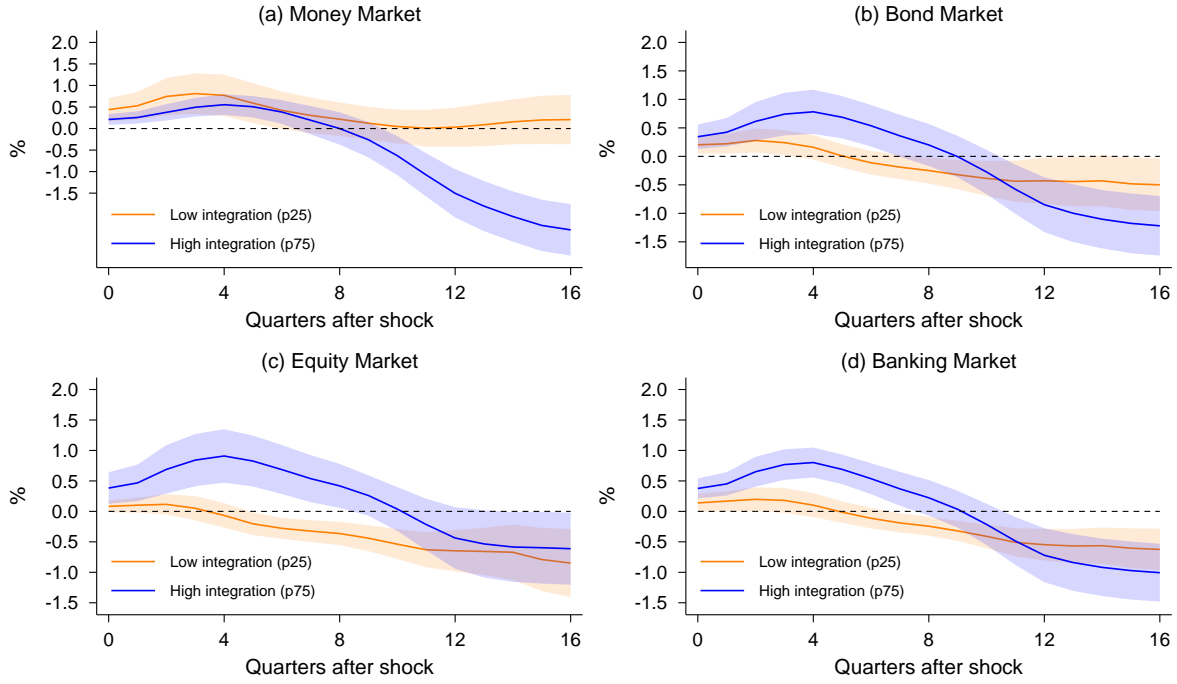 (a) Money Market
2.0
1.5
1.0
0.5
0.0
-0.5
-1.0
-1.5
%
Low integration (p25)
High integration (p75)
0 4 8 12 16
Quarters after shock
(b) Bond Market
2.0
1.5
1.0
0.5
0.0
-0.5
-1.0
-1.5
%
Low integration (p25)
High integration (p75)
0 4 8 12 16
Quarters after shock
(c) Equity Market
2.0
1.5
1.0
0.5
0.0
-0.5
-1.0
-1.5
%
Low integration (p25)
High integration (p75)
0 4 8 12 16
Quarters after shock
(d) Banking Market
2.0
1.5
1.0
0.5
0.0
-0.5
-1.0
-1.5
%
Low integration (p25)
High integration (p75)
0 4 8 12 16
Quarters after shock